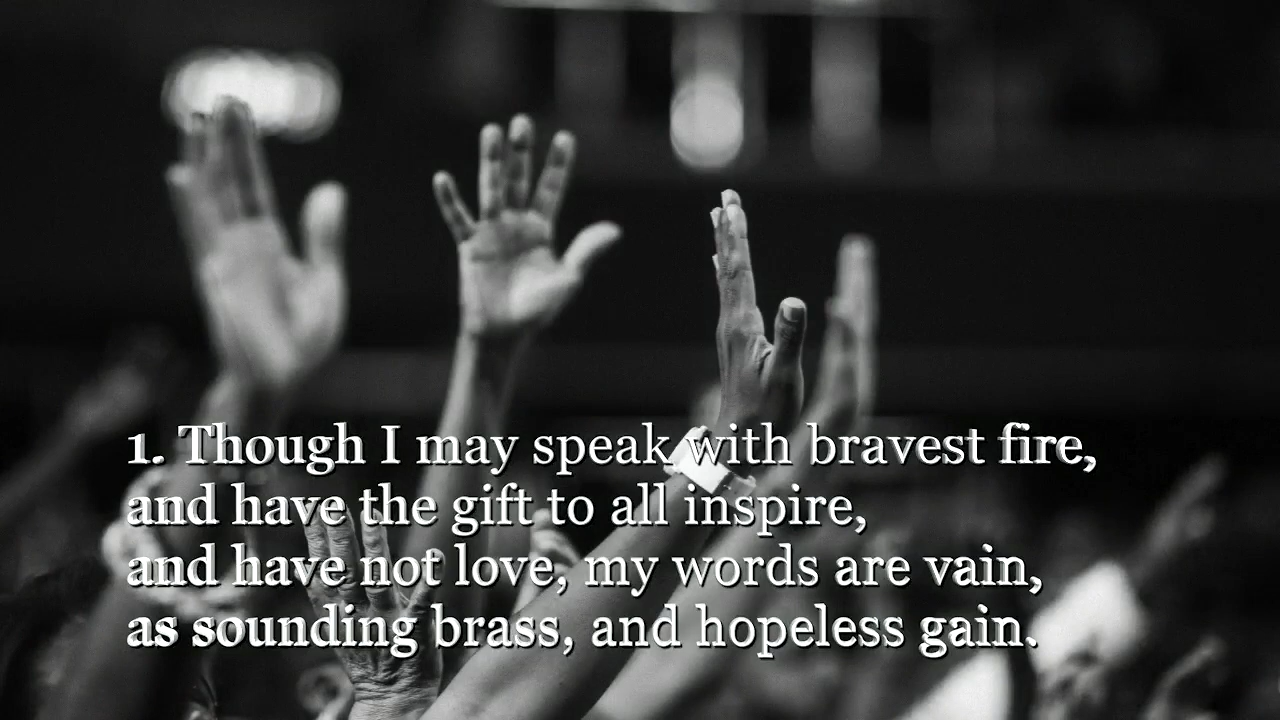 1. Though I may speak with bravest fire,
and have the gift to all inspire,
and have not love, my words are vain,
as sounding brass, and hopeless gain.